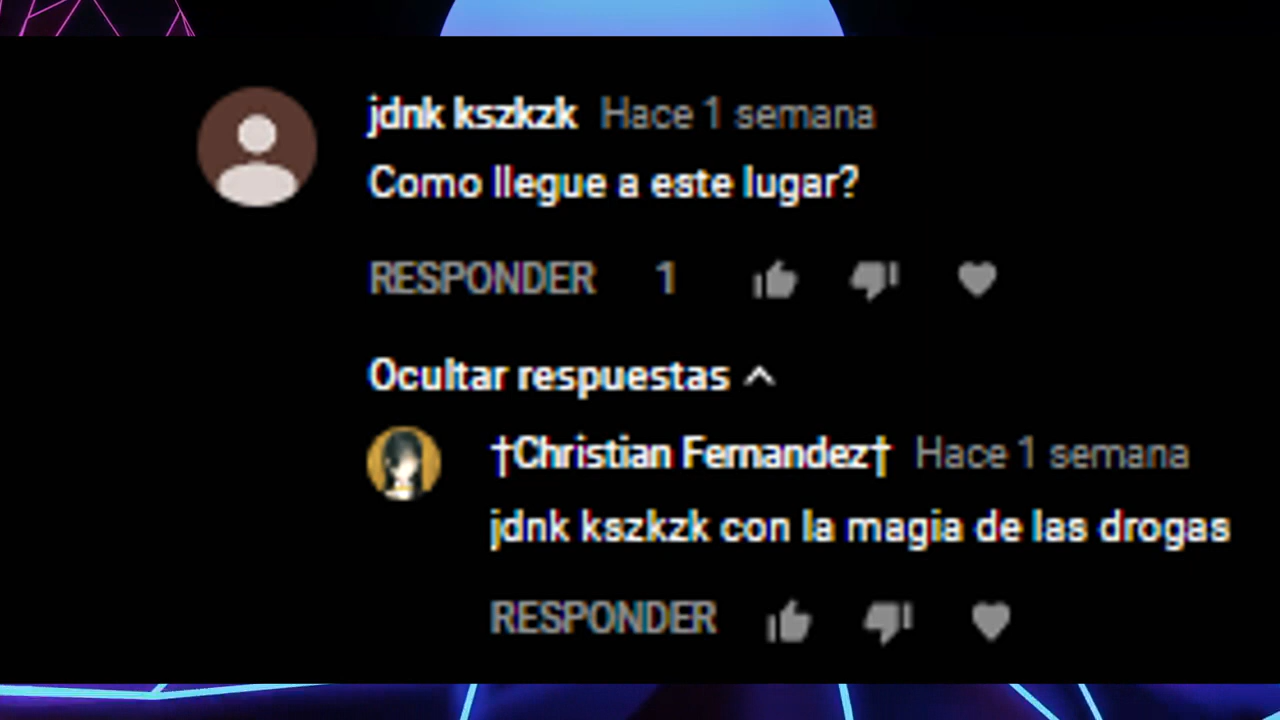 jdnk kszkzk Hace 1 semana
Como llegue a este lugar?
RESPONDER 1
Ocultar respuestas
†Christian Fernandez† Hace 1 semana
jdnk kszkzk con la magia de las drogas
RESPONDER